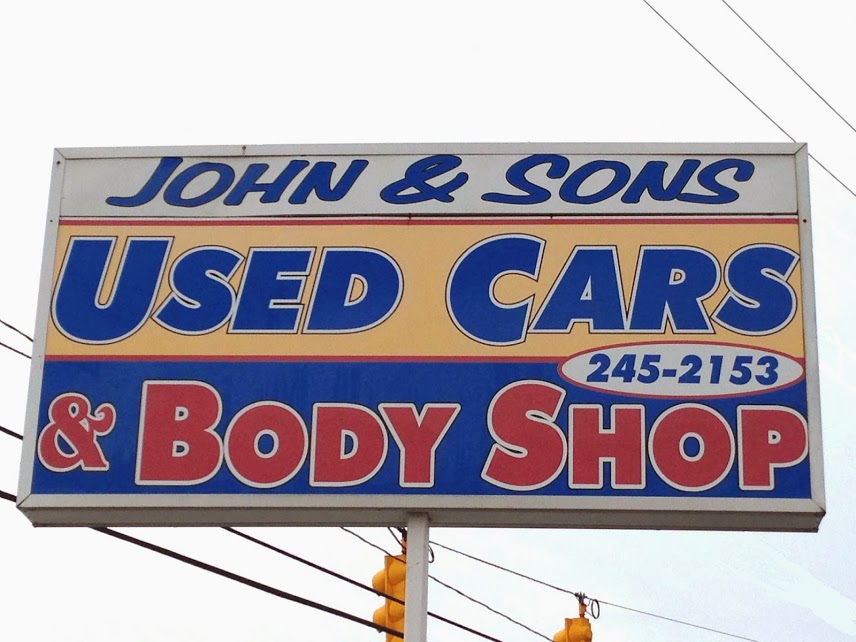 JOHN & SONS
USED CARS
245-2153
& BODY SHOP